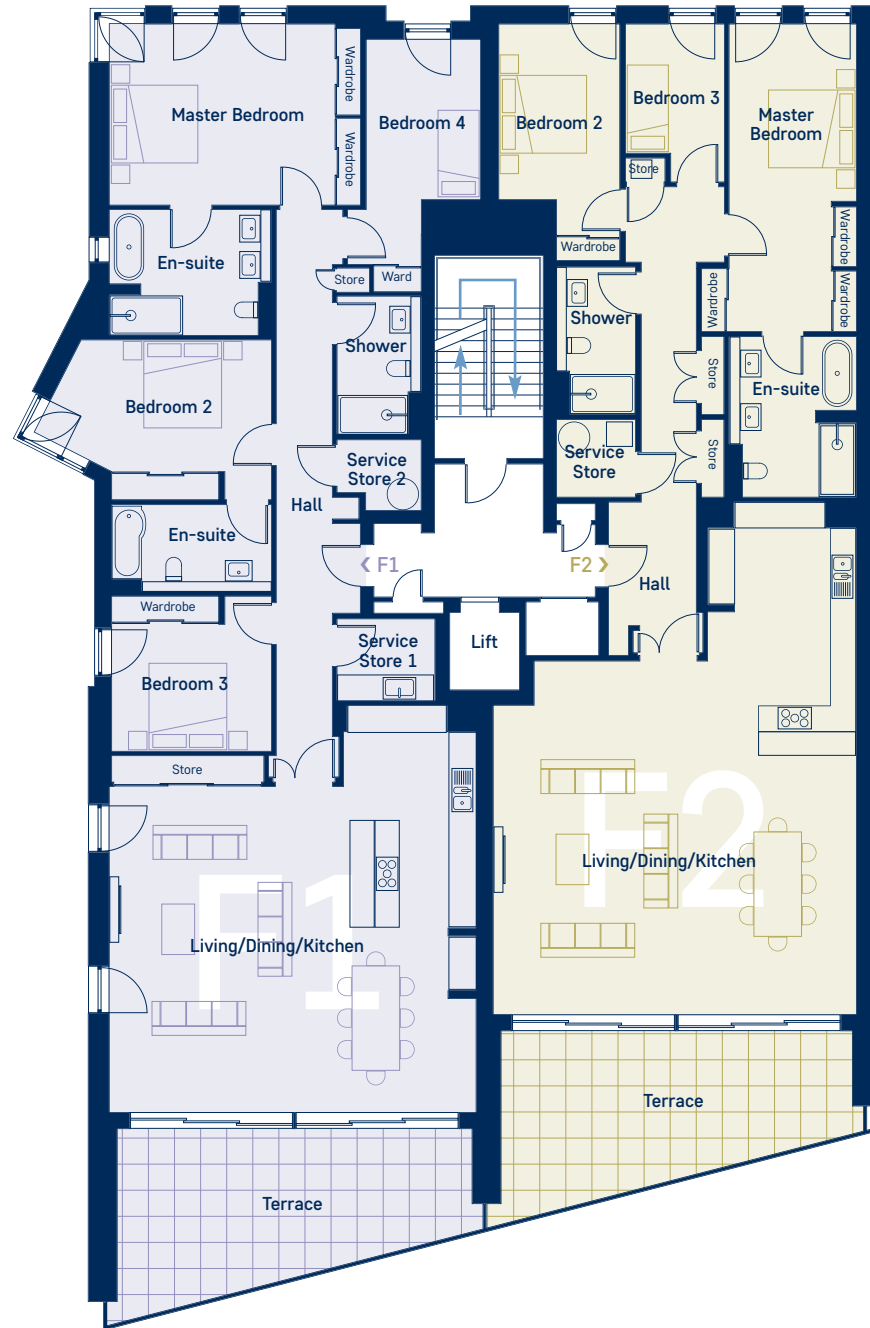 Master Bedroom
Wardrobe
Wardrobe
Bedroom 4
Bedroom 2
Bedroom 3
Master
Bedroom
Store
Wardrobe
Wardrobe
Wardrobe
Wardrobe
En-suite
Store
Ward
Shower
Shower
Store
Store
En-suite
Bedroom 2
Service
Store 2
Service
Store
Hall
En-suite
F1
F2
Hall
Wardrobe
Service
Store 1
Lift
Bedroom 3
Store
F1
Living/Dining/Kitchen
F2
Living/Dining/Kitchen
Terrace
Terrace